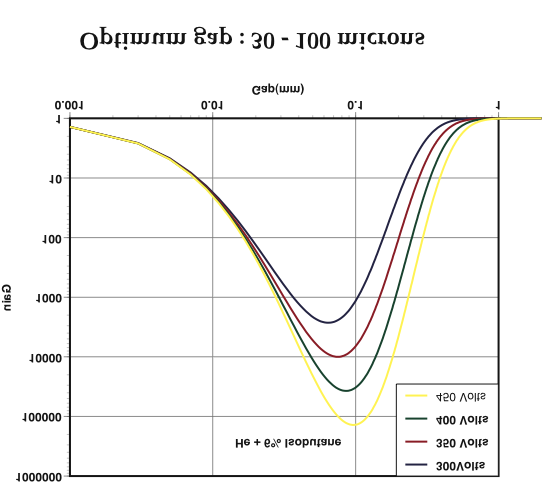 Optimum gap : 30 - 100 microns
Gap(mm)
0.001 0.01 0.1 1
1
10
100
1000
10000
100000
1000000
Gain
He + 6% Isobutane
450 Volts
400 Volts
350 Volts
300Volts